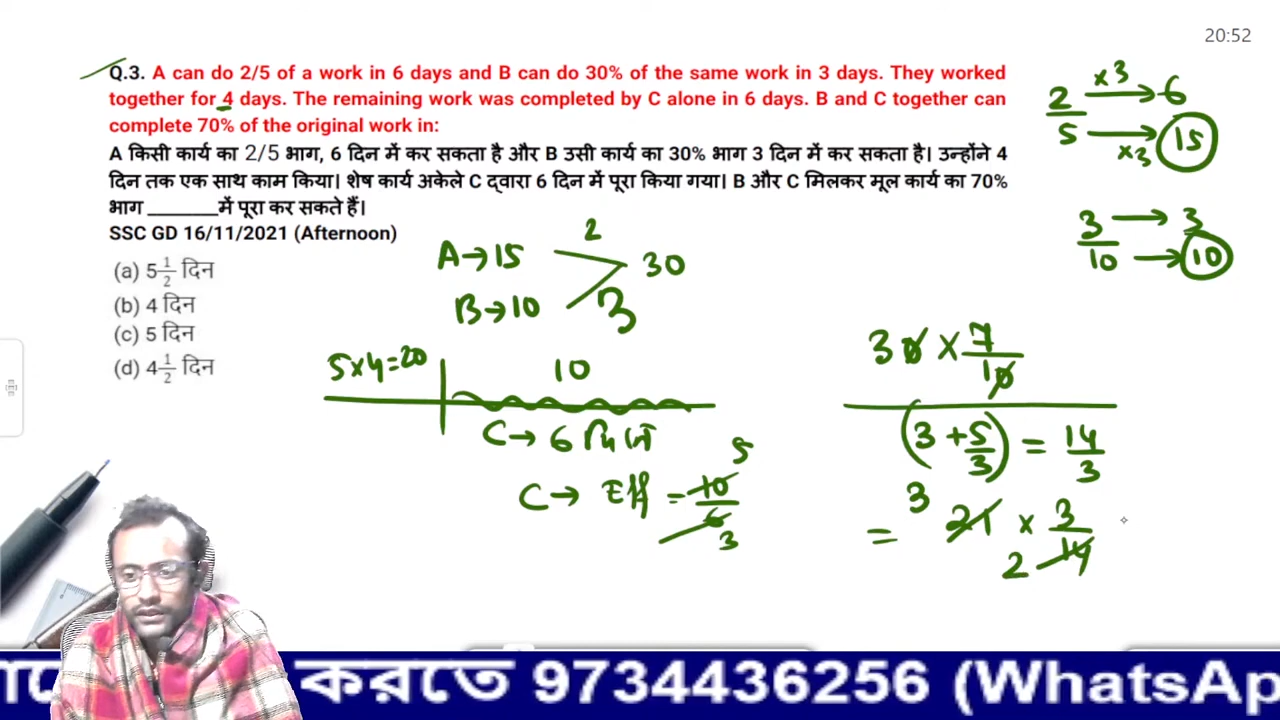 20:52
Q.3. A can do 2/5 of a work in 6 days and B can do 30% of the same work in 3 days. They worked
together for 4 days. The remaining work was completed by C alone in 6 days. B and C together can
complete 70% of the original work in:
A किसी कार्य का 2/5 भाग, 6 दिन में कर सकता है और B उसी कार्य का 30% भाग 3 दिन में कर सकता है। उन्होंने 4
दिन तक एक साथ काम किया। शेष कार्य अकेले C द्वारा 6 दिन में पूरा किया गया। B और C मिलकर मूल कार्य का 70%
भाग ________में पूरा कर सकते हैं।
SSC GD 16/11/2021 (Afternoon)
(a) 5 1/2 दिन
(b) 4 दिन
(c) 5 दिन
(d) 4 1/2 दिन
2/5 ×3 → 6
→ ×3 15
3/10 → 3
→ 10
A → 15 2 30
B → 10 3
5×4=20 10
C → 6
C → Eff = 10/6 5 3
30 × 7/10
(3 + 5/3) = 14/3
= 3 21 × 3/14 2
করতে 9734436256 (WhatsAp